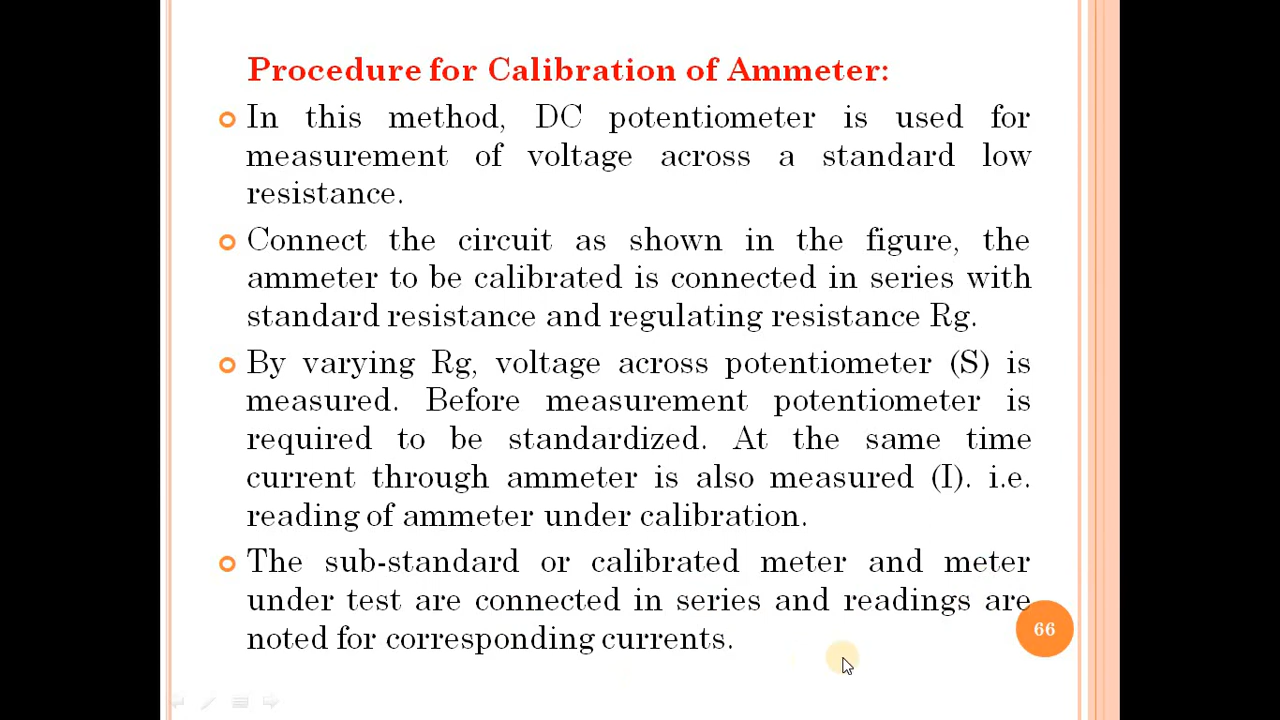 Procedure for Calibration of Ammeter:
In this method, DC potentiometer is used for
measurement of voltage across a standard low
resistance.
Connect the circuit as shown in the figure, the
ammeter to be calibrated is connected in series with
standard resistance and regulating resistance Rg.
By varying Rg, voltage across potentiometer (S) is
measured. Before measurement potentiometer is
required to be standardized. At the same time
current through ammeter is also measured (I). i.e.
reading of ammeter under calibration.
The sub-standard or calibrated meter and meter
under test are connected in series and readings are
noted for corresponding currents.
66